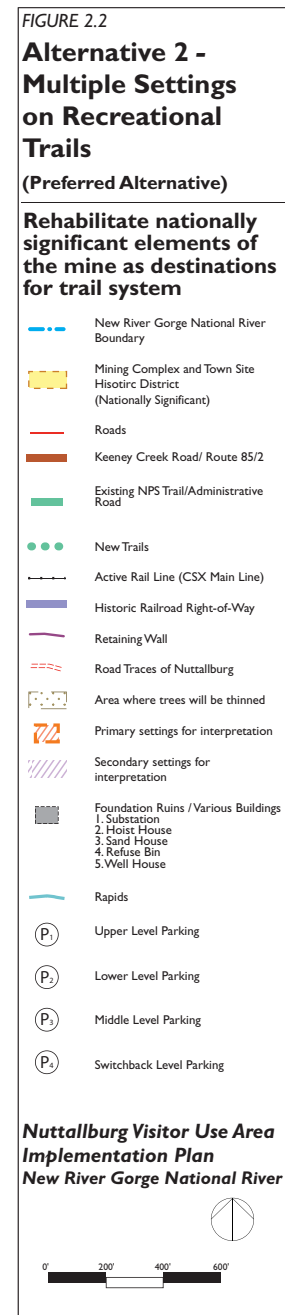 FIGURE 2.2
Alternative 2 -
Multiple Settings
on Recreational
Trails
(Preferred Alternative)
Rehabilitate nationally
significant elements of
the mine as destinations
for trail system
New River Gorge National River
Boundary
Mining Complex and Town Site
Hisotirc District
(Nationally Significant)
Roads
Keeney Creek Road/ Route 85/2
Existing NPS Trail/Administrative
Road
New Trails
Active Rail Line (CSX Main Line)
Historic Railroad Right-of-Way
Retaining Wall
Road Traces of Nuttallburg
Area where trees will be thinned
Primary settings for interpretation
Secondary settings for
interpretation
Foundation Ruins / Various Buildings
1. Substation
2. Hoist House
3. Sand House
4. Refuse Bin
5. Well House
Rapids
P1 Upper Level Parking
P2 Lower Level Parking
P3 Middle Level Parking
P4 Switchback Level Parking
Nuttallburg Visitor Use Area
Implementation Plan
New River Gorge National River
0' 200' 400' 600'